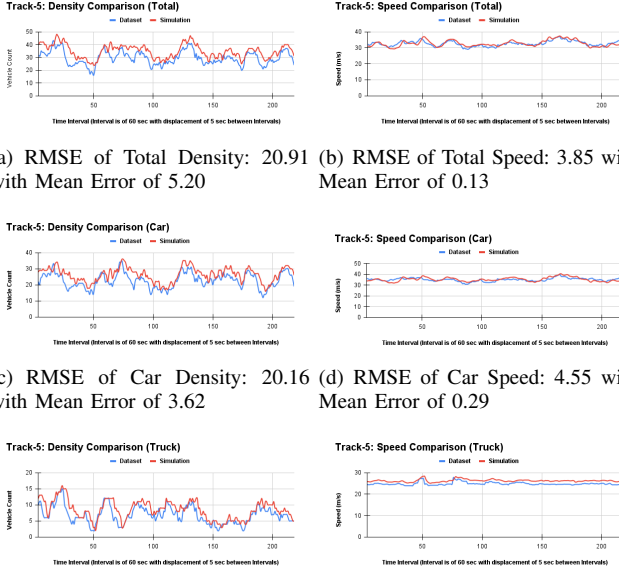 Track-5: Density Comparison (Total)
Dataset Simulation
Vehicle Count
50
40
30
20
10
0
50 100 150 200
Time Interval (Interval is of 60 sec with displacement of 5 sec between Intervals)
Track-5: Speed Comparison (Total)
Dataset Simulation
Speed (m/s)
40
30
20
10
0
50 100 150 200
Time Interval (Interval is of 60 sec with displacement of 5 sec between Intervals)
a) RMSE of Total Density: 20.91
with Mean Error of 5.20
(b) RMSE of Total Speed: 3.85 wi
Mean Error of 0.13
Track-5: Density Comparison (Car)
Dataset Simulation
Vehicle Count
40
30
20
10
0
50 100 150 200
Time Interval (Interval is of 60 sec with displacement of 5 sec between Intervals)
Track-5: Speed Comparison (Car)
Dataset Simulation
Speed (m/s)
50
40
30
20
10
0
50 100 150 200
Time Interval (Interval is of 60 sec with displacement of 5 sec between Intervals)
c) RMSE of Car Density: 20.16
with Mean Error of 3.62
(d) RMSE of Car Speed: 4.55 wi
Mean Error of 0.29
Track-5: Density Comparison (Truck)
Dataset Simulation
Vehicle Count
20
15
10
5
0
50 100 150 200
Time Interval (Interval is of 60 sec with displacement of 5 sec between Intervals)
Track-5: Speed Comparison (Truck)
Dataset Simulation
Speed (m/s)
30
20
10
0
50 100 150 200
Time Interval (Interval is of 60 sec with displacement of 5 sec between Intervals)